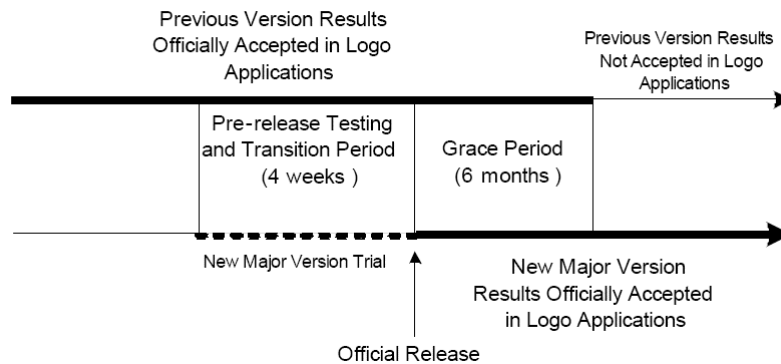 Previous Version Results
Officially Accepted in Logo
Applications
Previous Version Results
Not Accepted in Logo
Applications
Pre-release Testing
and Transition Period
(4 weeks )
Grace Period
(6 months )
New Major Version Trial
New Major Version
Results Officially Accepted
in Logo Applications
Official Release